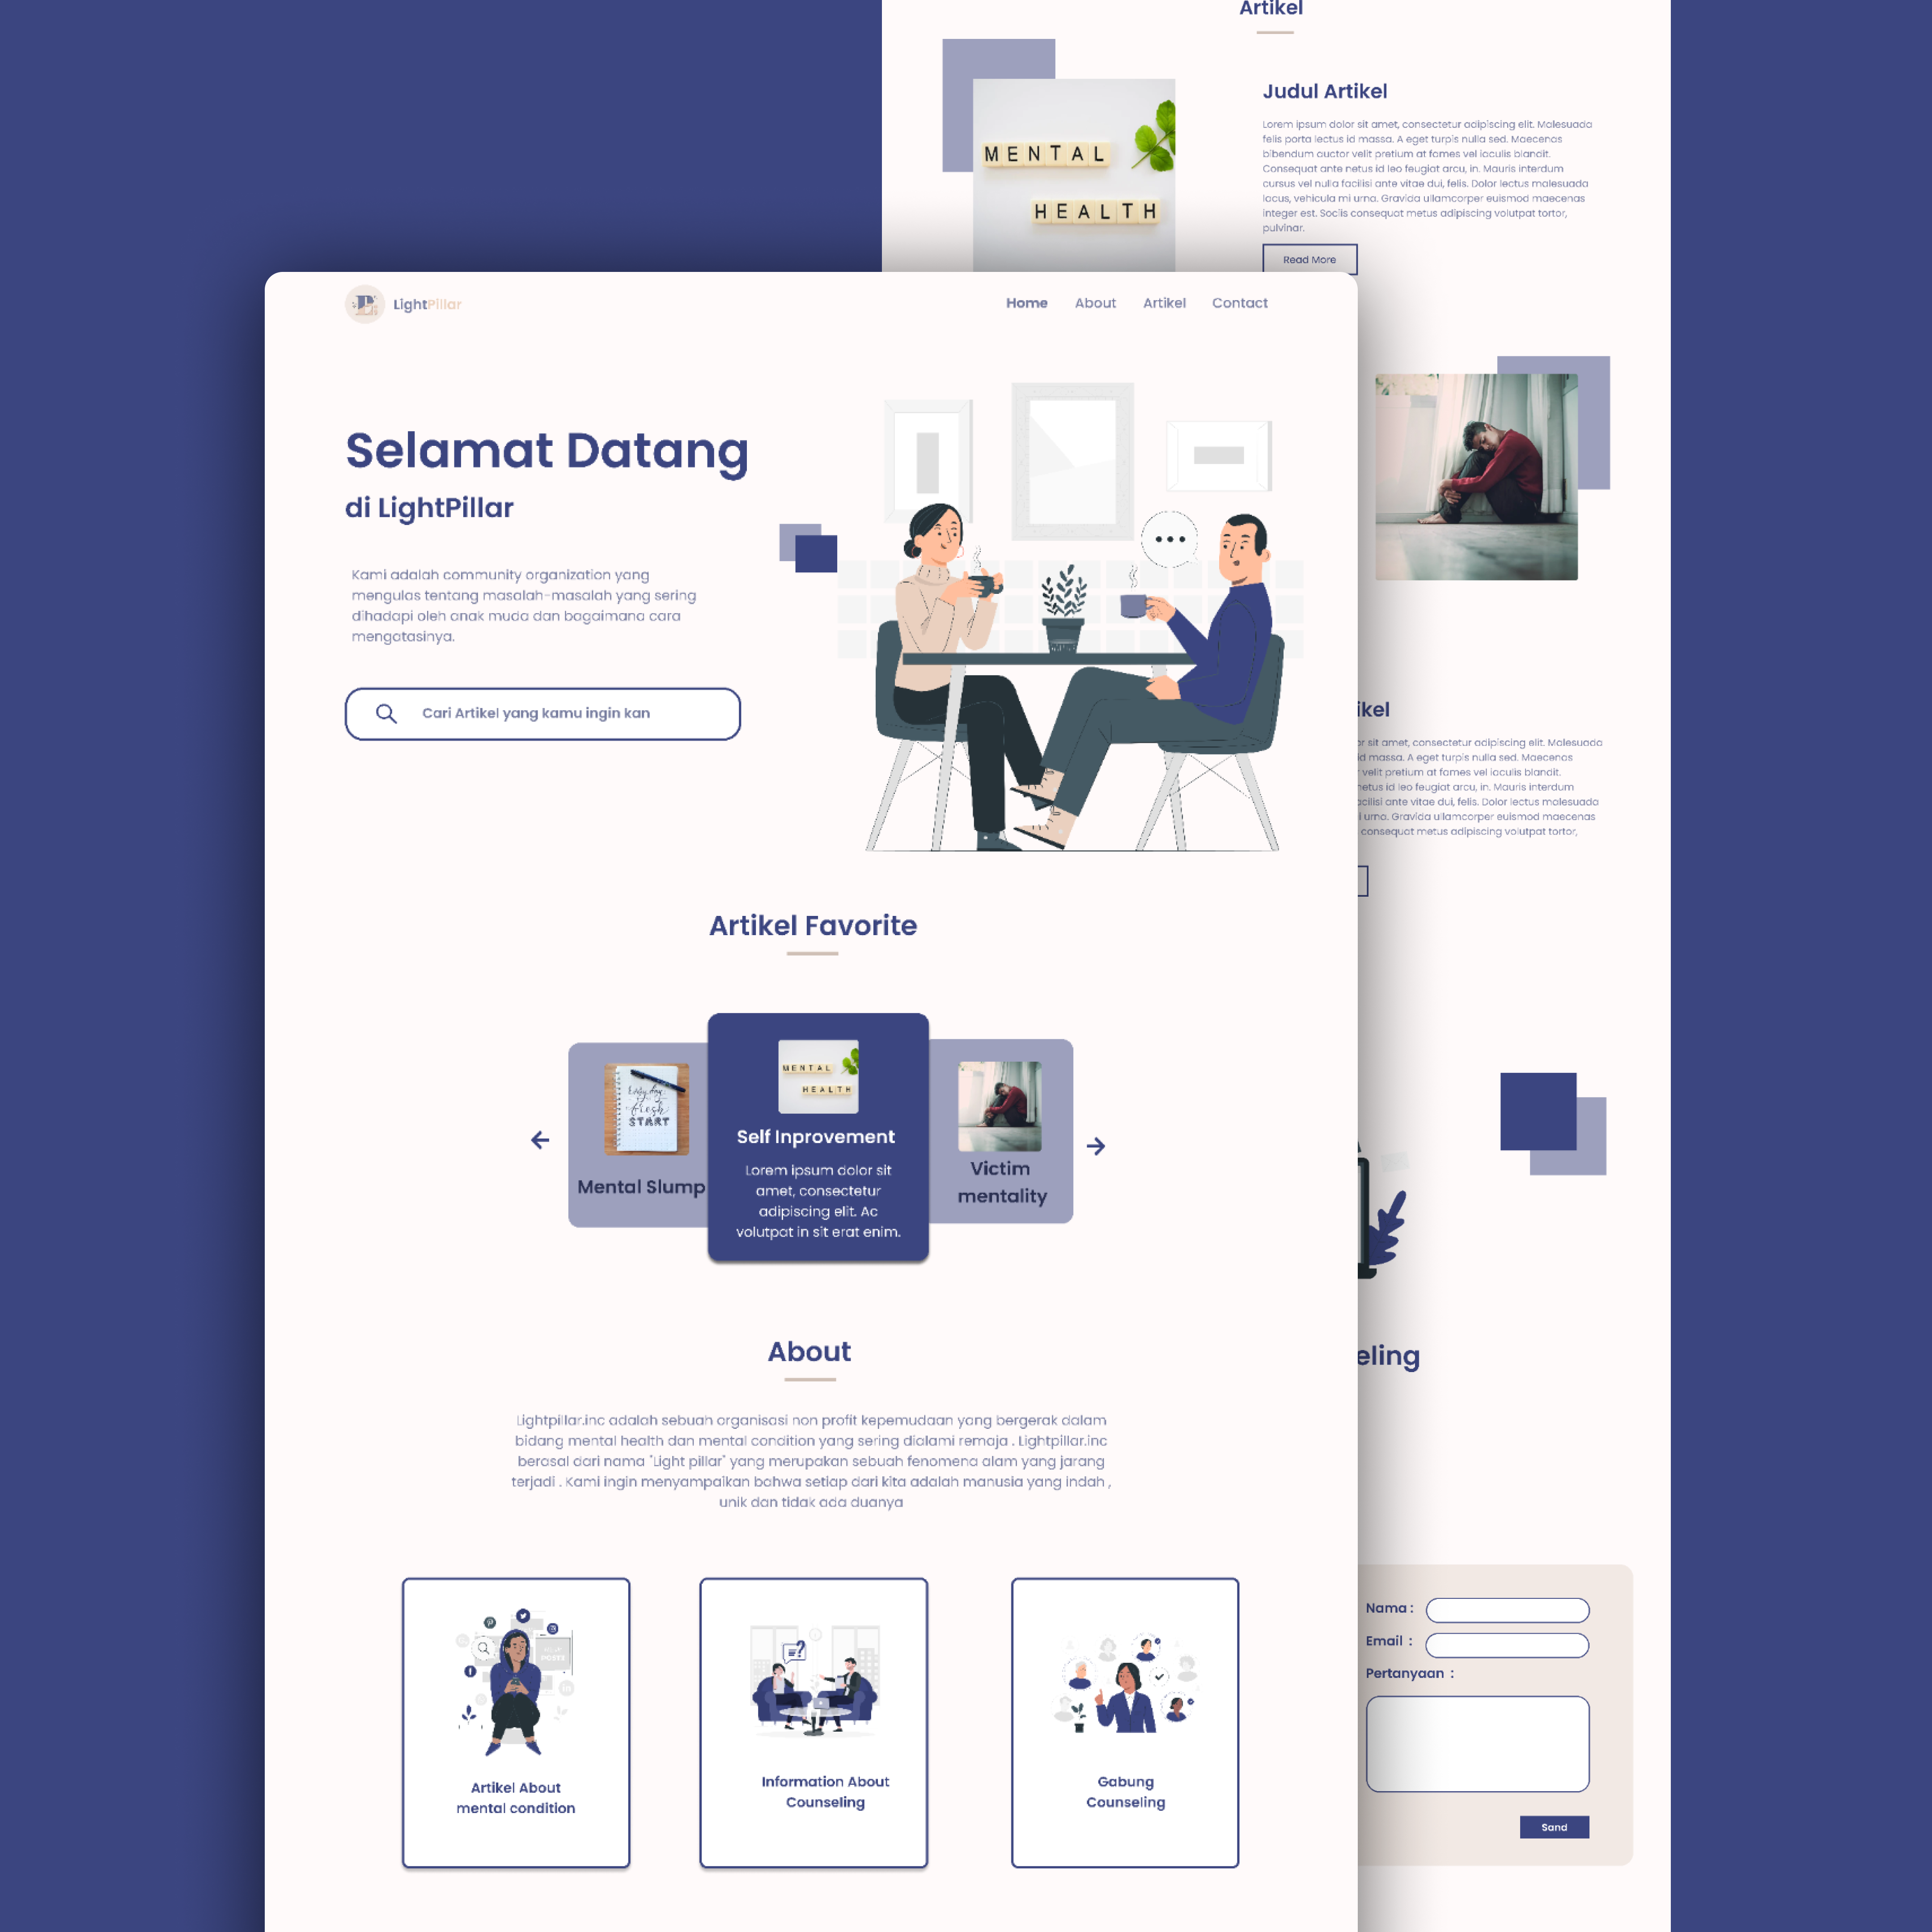 Artikel
Judul Artikel
Lorem ipsum dolor sit amet, consectetur adipiscing elit. Malesuada
felis porta lectus id massa. A eget turpis nulla sed. Maecenas
bibendum auctor velit pretium at fames vel iaculis blandit.
Consequat ante netus id leo feugiat arcu, in. Mauris interdum
cursus vel nulla facilisi ante vitae dui, felis. Dolor lectus malesuada
lacus, vehicula mi urna. Gravida ullamcorper euismod maecenas
integer est. Sociis consequat metus adipiscing volutpat tortor,
pulvinar.
Read More
MENTAL
HEALTH
LightPillar
Home
About
Artikel
Contact
Selamat Datang
di LightPillar
Kami adalah community organization yang
mengulas tentang masalah-masalah yang sering
dihadapi oleh anak muda dan bagaimana cara
mengatasinya.
Cari Artikel yang kamu ingin kan
ikel
or sit amet, consectetur adipiscing elit. Malesuada
id massa. A eget turpis nulla sed. Maecenas
velit pretium at fames vel iaculis blandit.
netus id leo feugiat arcu, in. Mauris interdum
acilisi ante vitae dui, felis. Dolor lectus malesuada
i urna. Gravida ullamcorper euismod maecenas
consequat metus adipiscing volutpat tortor,
Artikel Favorite
Every day
fresh
START
Mental Slump
MENTAL
HEALTH
Self Inprovement
Lorem ipsum dolor sit
amet, consectetur
adipiscing elit. Ac
volutpat in sit erat enim.
Victim
mentality
About
Lightpillar.inc adalah sebuah organisasi non profit kepemudaan yang bergerak dalam
bidang mental health dan mental condition yang sering dialami remaja . Lightpillar.inc
berasal dari nama "Light pillar" yang merupakan sebuah fenomena alam yang jarang
terjadi . Kami ingin menyampaikan bahwa setiap dari kita adalah manusia yang indah ,
unik dan tidak ada duanya
eling
POSTS
Artikel About
mental condition
Information About
Counseling
Gabung
Counseling
Nama :
Email :
Pertanyaan :
Sand